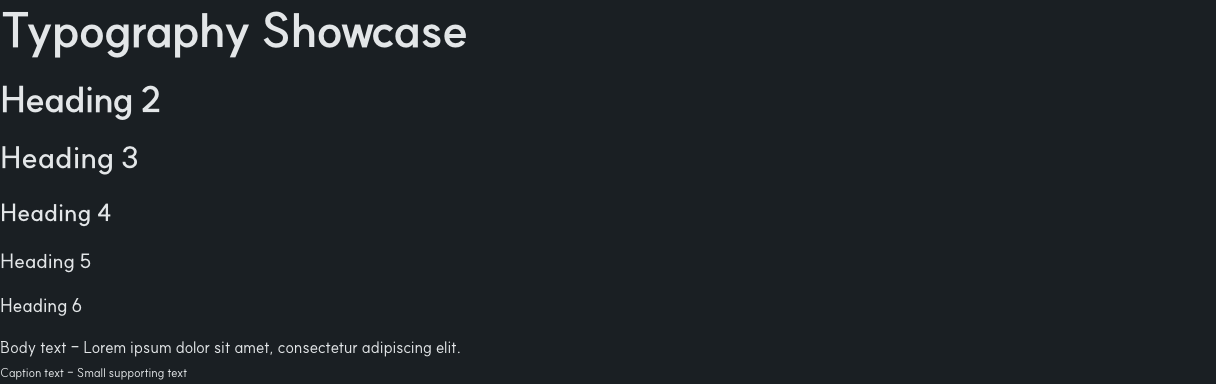 Typography Showcase
Heading 2
Heading 3
Heading 4
Heading 5
Heading 6
Body text – Lorem ipsum dolor sit amet, consectetur adipiscing elit.
Caption text – Small supporting text